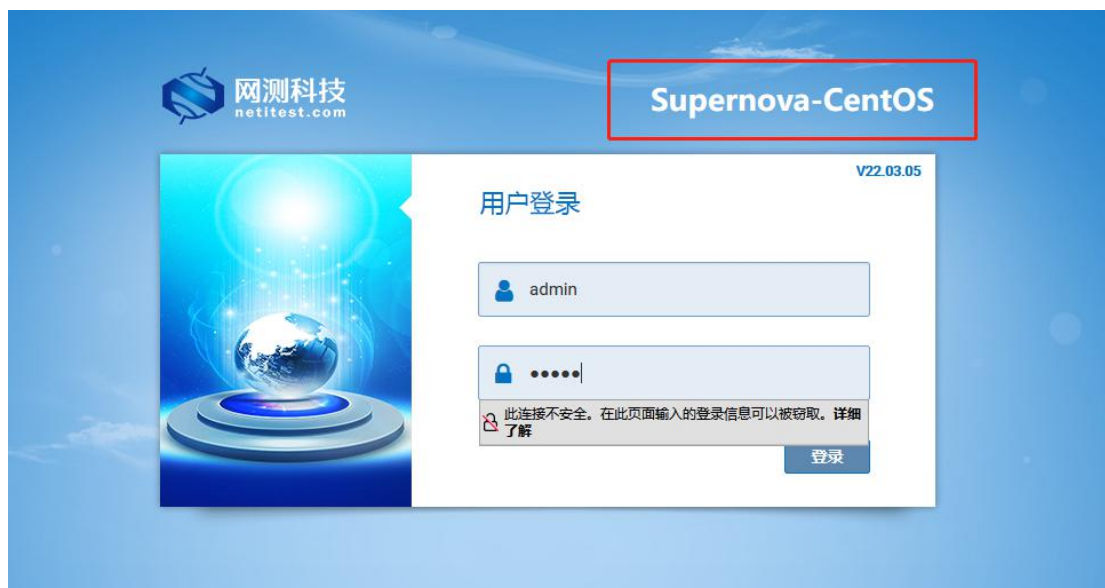 网测科技
netitest.com
Supernova-CentOS
V22.03.05
用户登录
admin
•••••
此连接不安全。在此页面输入的登录信息可以被窃取。详细
了解
登录